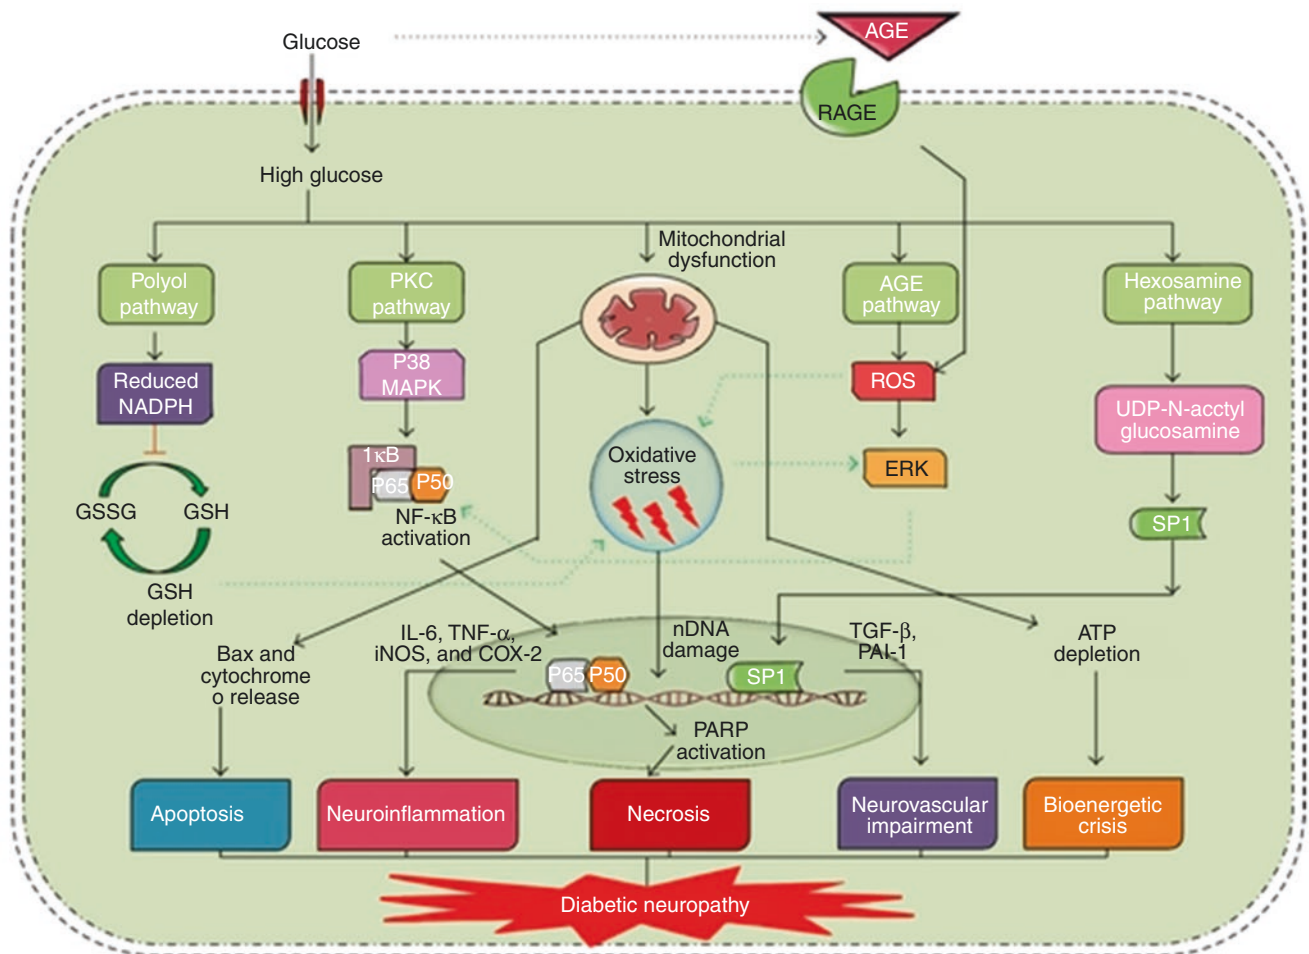 Glucose
AGE
RAGE
High glucose
Mitochondrial
dysfunction
Polyol
pathway
PKC
pathway
AGE
pathway
Hexosamine
pathway
Reduced
NADPH
P38
MAPK
ROS
UDP-N-acctyl
glucosamine
1κB
P65
P50
NF-κB
activation
Oxidative
stress
ERK
GSSG
GSH
SP1
GSH
depletion
Bax and
cytochrome
o release
IL-6, TNF-α,
iNOS, and COX-2
nDNA
damage
TGF-β,
PAI-1
ATP
depletion
P65
P50
SP1
PARP
activation
Apoptosis
Neuroinflammation
Necrosis
Neurovascular
impairment
Bioenergetic
crisis
Diabetic neuropathy